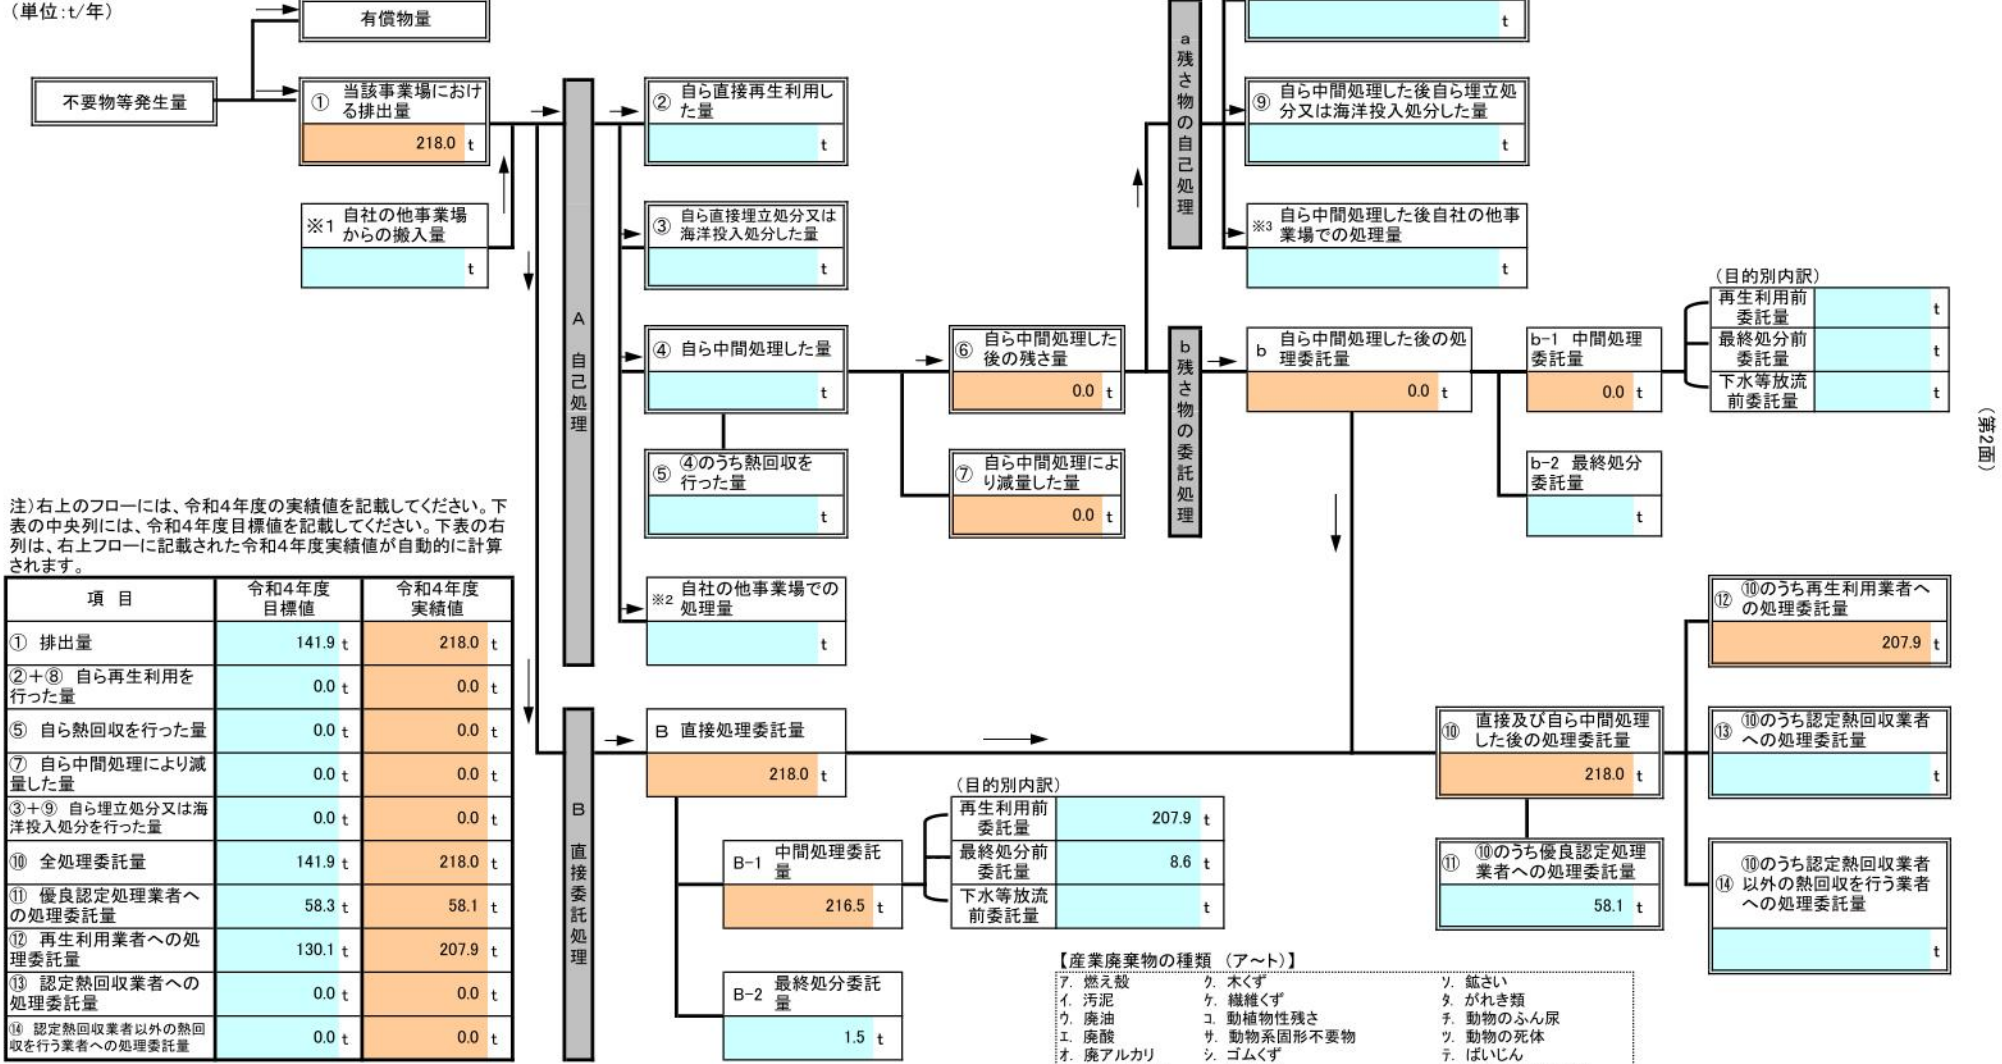 (単位:t/年)
有償物量
不要物等発生量
① 当該事業場におけ
る排出量
218.0 t
※1 自社の他事業場
からの搬入量
t
A 自己処理
② 自ら直接再生利用し
た量
t
③ 自ら直接埋立処分又は
海洋投入処分した量
t
④ 自ら中間処理した量
t
⑤ ④のうち熱回収を
行った量
t
※2 自社の他事業場での
処理量
t
⑥ 自ら中間処理した
後の残さ量
0.0 t
⑦ 自ら中間処理によ
り減量した量
0.0 t
a 残さ物の自己処理
t
⑨ 自ら中間処理した後自ら埋立処
分又は海洋投入処分した量
t
※3 自ら中間処理した後自社の他事
業場での処理量
t
b 残さ物の委託処理
b 自ら中間処理した後の処
理委託量
0.0 t
b-1 中間処理
委託量
0.0 t
(目的別内訳)
再生利用前
委託量
t
最終処分前
委託量
t
下水等放流
前委託量
t
b-2 最終処分
委託量
t
(第2面)
注)右上のフローには、令和4年度の実績値を記載してください。下
表の中央列には、令和4年度目標値を記載してください。下表の右
列は、右上フローに記載された令和4年度実績値が自動的に計算
されます。
項 目 令和4年度 令和4年度
目標値 実績値
① 排出量 141.9 t 218.0 t
②+⑧ 自ら再生利用を
行った量 0.0 t 0.0 t
⑤ 自ら熱回収を行った量 0.0 t 0.0 t
⑦ 自ら中間処理により減
量した量 0.0 t 0.0 t
③+⑨ 自ら埋立処分又は海
洋投入処分を行った量 0.0 t 0.0 t
⑩ 全処理委託量 141.9 t 218.0 t
⑪ 優良認定処理業者へ
の処理委託量 58.3 t 58.1 t
⑫ 再生利用業者への処
理委託量 130.1 t 207.9 t
⑬ 認定熱回収業者への
処理委託量 0.0 t 0.0 t
⑭ 認定熱回収業者以外の熱回
収を行う業者への処理委託量 0.0 t 0.0 t
B 直接委託処理
B 直接処理委託量
218.0 t
B-1 中間処理委託
量
216.5 t
(目的別内訳)
再生利用前
委託量
207.9 t
最終処分前
委託量
8.6 t
下水等放流
前委託量
t
B-2 最終処分委託
量
1.5 t
⑩ 直接及び自ら中間処理
した後の処理委託量
218.0 t
⑪ ⑩のうち優良認定処理
業者への処理委託量
58.1 t
⑫ ⑩のうち再生利用業者へ
の処理委託量
207.9 t
⑬ ⑩のうち認定熱回収業者
への処理委託量
t
⑭ ⑩のうち認定熱回収業者
以外の熱回収を行う業者
への処理委託量
t
【産業廃棄物の種類 (ア~ト)】
ア. 燃え殻 ク. 木くず ソ. 鉱さい
イ. 汚泥 ケ. 繊維くず タ. がれき類
ウ. 廃油 コ. 動植物性残さ チ. 動物のふん尿
エ. 廃酸 サ. 動物系固形不要物 ツ. 動物の死体
オ. 廃アルカリ シ. ゴムくず テ. ばいじん